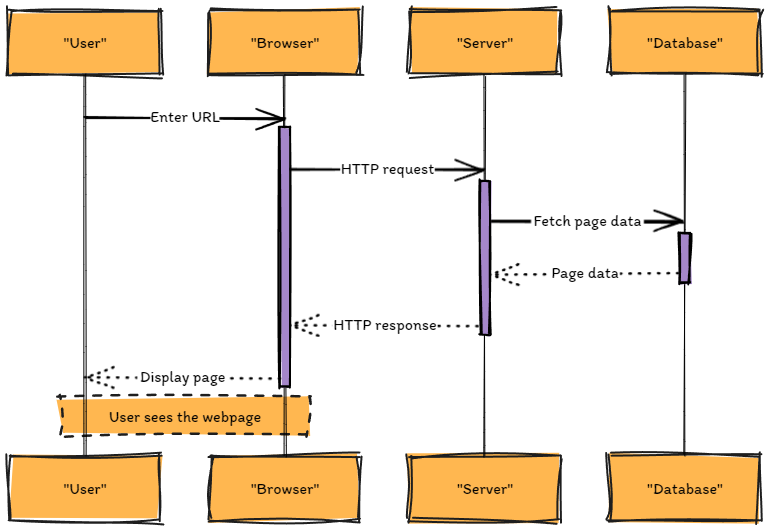 "User"
"Browser"
"Server"
"Database"
Enter URL
HTTP request
Fetch page data
Page data
HTTP response
Display page
User sees the webpage
"User"
"Browser"
"Server"
"Database"